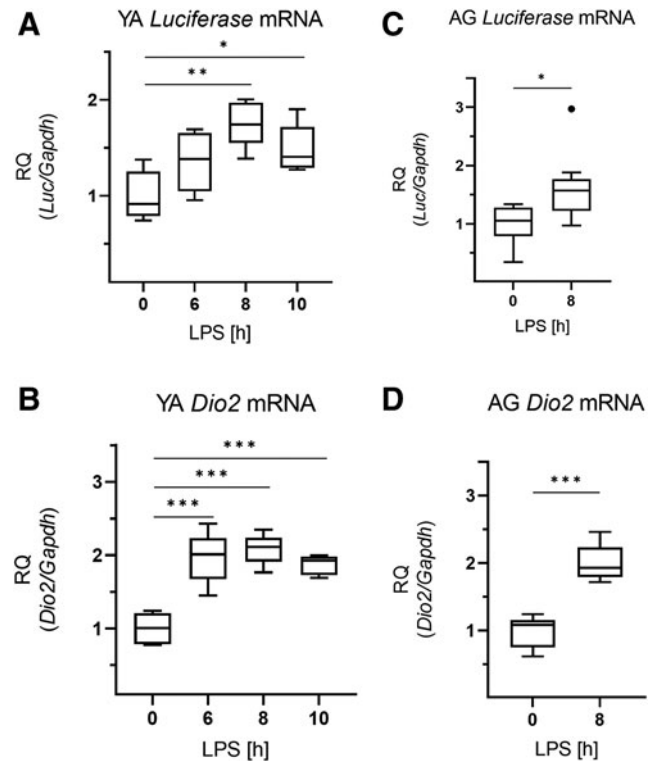 A
YA Luciferase mRNA
*
**
2
1
RQ
(Luc/Gapdh)
0 6 8 10
LPS [h]
C
AG Luciferase mRNA
*
3
2
1
RQ
(Luc/Gapdh)
0 8
LPS [h]
B
YA Dio2 mRNA
***
***
***
3
2
1
RQ
(Dio2/Gapdh)
0 6 8 10
LPS [h]
D
AG Dio2 mRNA
***
3
2
1
RQ
(Dio2/Gapdh)
0 8
LPS [h]